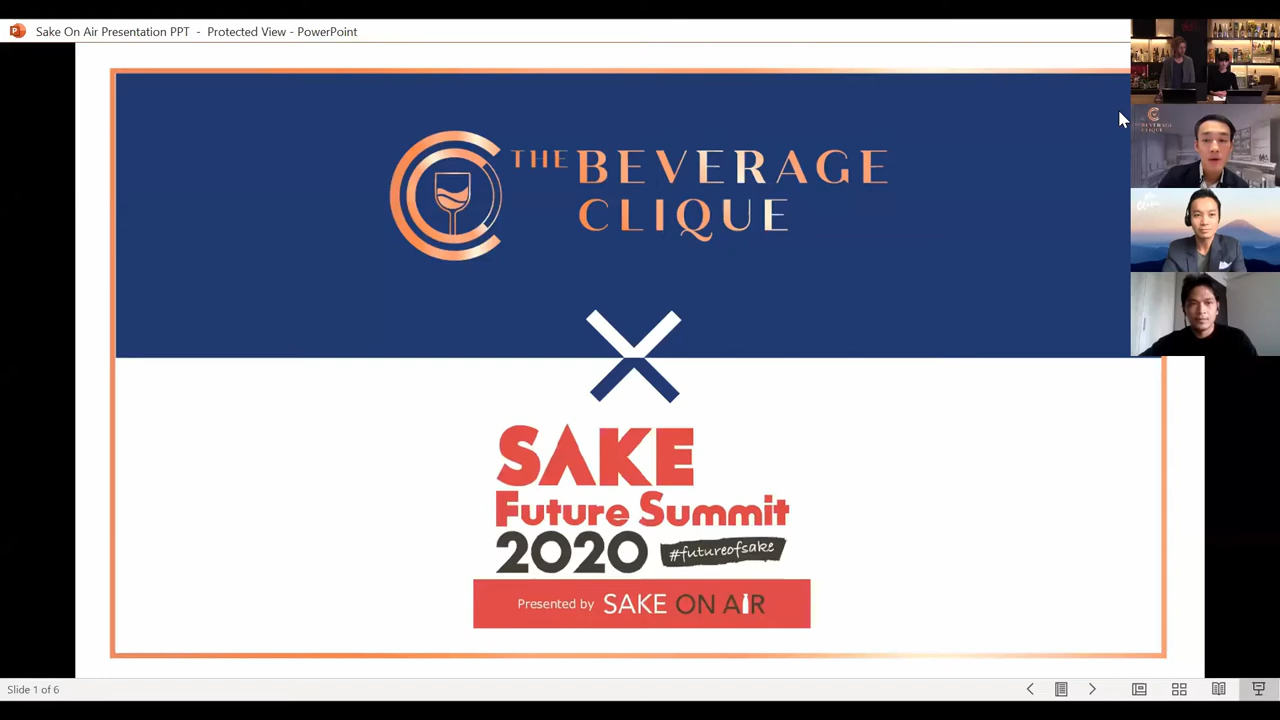 Sake On Air Presentation PPT - Protected View - PowerPoint
THE BEVERAGE
CLIQUE
SAKE
Future Summit
2020 #futureofsake
Presented by SAKE ON AIR
Slide 1 of 6